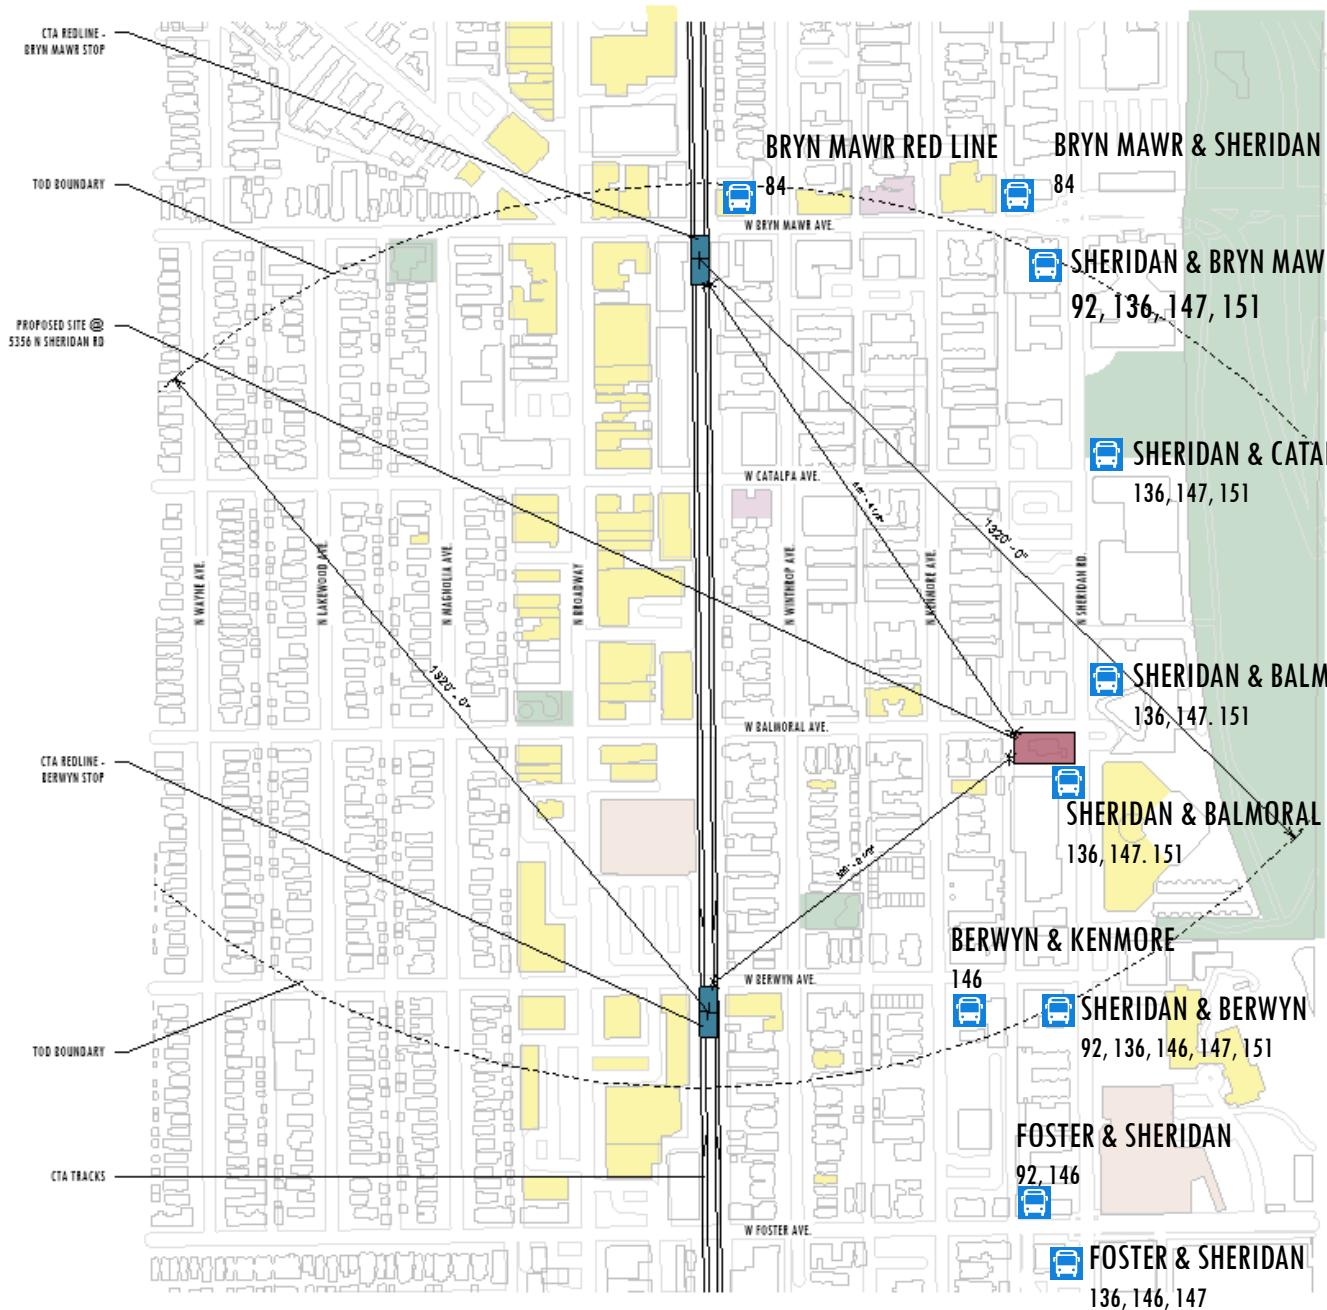 CTA REDLINE -
BRYN MAWR STOP
TOD BOUNDARY
PROPOSED SITE @
5356 N SHERIDAN RD
CTA REDLINE -
BERWYN STOP
TOD BOUNDARY
CTA TRACKS
BRYN MAWR RED LINE
84
BRYN MAWR & SHERIDAN
84
W BRYN MAWR AVE.
SHERIDAN & BRYN MAW
92, 136, 147, 151
W CATALPA AVE.
SHERIDAN & CATA
136, 147, 151
1320' - 0"
N WAYNE AVE.
N LAKEWOOD AVE.
N MAGNOLIA AVE.
N BROADWAY
N WINTHROP AVE.
N KENMORE AVE.
N SHERIDAN RD.
1320' - 0"
SHERIDAN & BALM
136, 147. 151
W BALMORAL AVE.
SHERIDAN & BALMORAL
136, 147. 151
BERWYN & KENMORE
146
W BERWYN AVE.
SHERIDAN & BERWYN
92, 136, 146, 147, 151
FOSTER & SHERIDAN
92, 146
W FOSTER AVE.
FOSTER & SHERIDAN
136, 146, 147